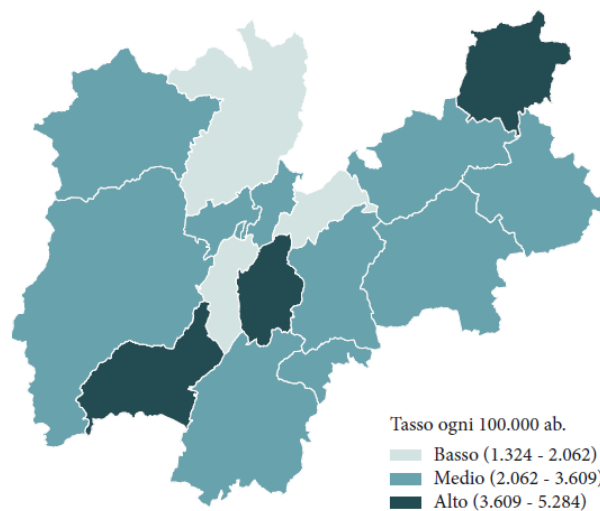 Tasso ogni 100.000 ab.
Basso (1.324 - 2.062)
Medio (2.062 - 3.609)
Alto (3.609 - 5.284)